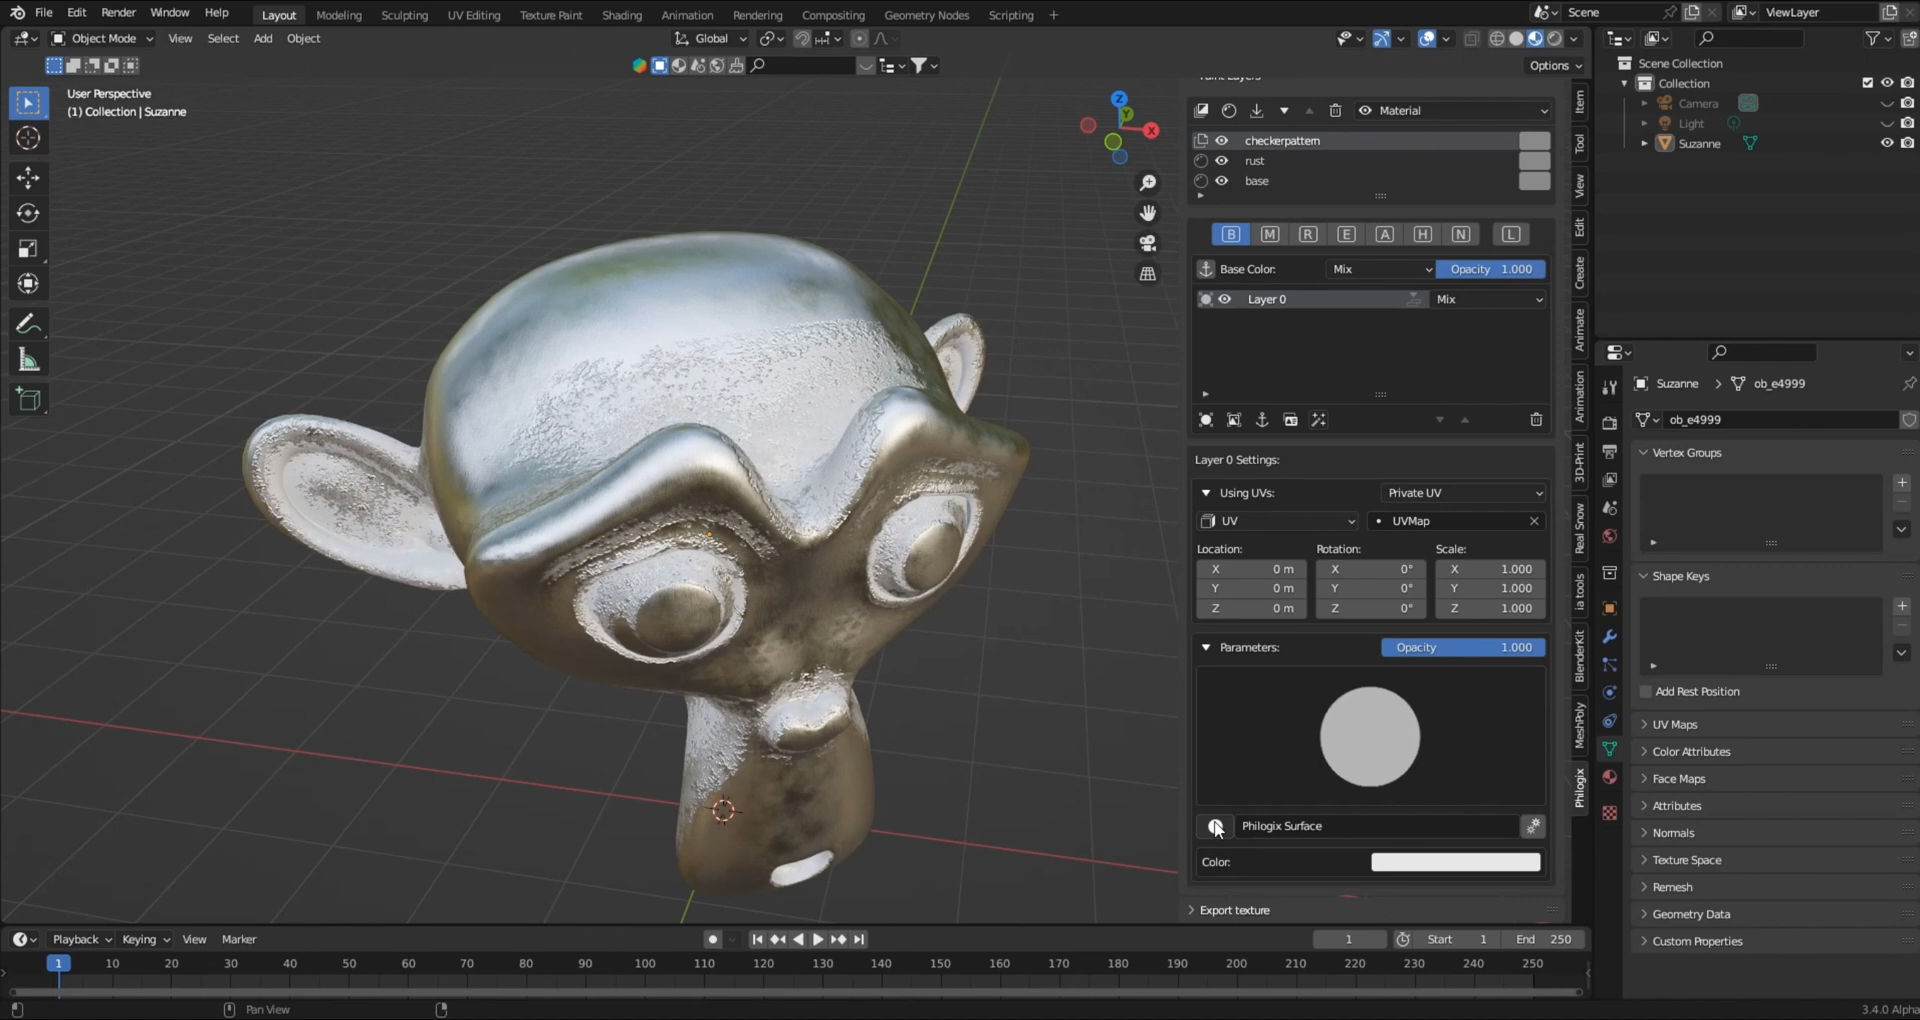 File Edit Render Window Help Layout Modeling Sculpting UV Editing Texture Paint Shading Animation Rendering Compositing Geometry Nodes Scripting + Scene ViewLayer
Object Mode View Select Add Object Global
Options
User Perspective
(1) Collection | Suzanne
Z
Y
X
Material
checkerpattern
rust
base
B M R E A H N L
Base Color: Mix Opacity 1.000
Layer 0 Mix
Layer 0 Settings:
Using UVs: Private UV
UV UVMap
Location: Rotation: Scale:
X 0 m X 0° X 1.000
Y 0 m Y 0° Y 1.000
Z 0 m Z 0° Z 1.000
Parameters: Opacity 1.000
Philogix Surface
Color:
Export texture
Item
Tool
View
Edit
Create
Animate
Animation
3D-Print
Real Snow
ia tools
BlenderKit
MeshPoly
Philogix
Scene Collection
Collection
Camera
Light
Suzanne
Suzanne > ob_e4999
ob_e4999
Vertex Groups
Shape Keys
Add Rest Position
UV Maps
Color Attributes
Face Maps
Attributes
Normals
Texture Space
Remesh
Geometry Data
Custom Properties
Playback Keying View Marker 1 Start 1 End 250
1 10 20 30 40 50 60 70 80 90 100 110 120 130 140 150 160 170 180 190 200 210 220 230 240 250
Pan View 3.4.0 Alpha